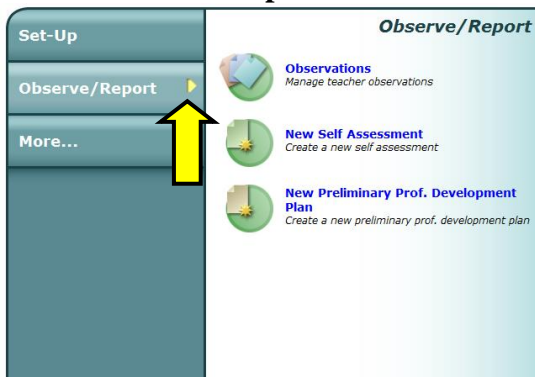 Set-Up
Observe/Report
More...
Observe/Report
Observations
Manage teacher observations
New Self Assessment
Create a new self assessment
New Preliminary Prof. Development
Plan
Create a new preliminary prof. development plan